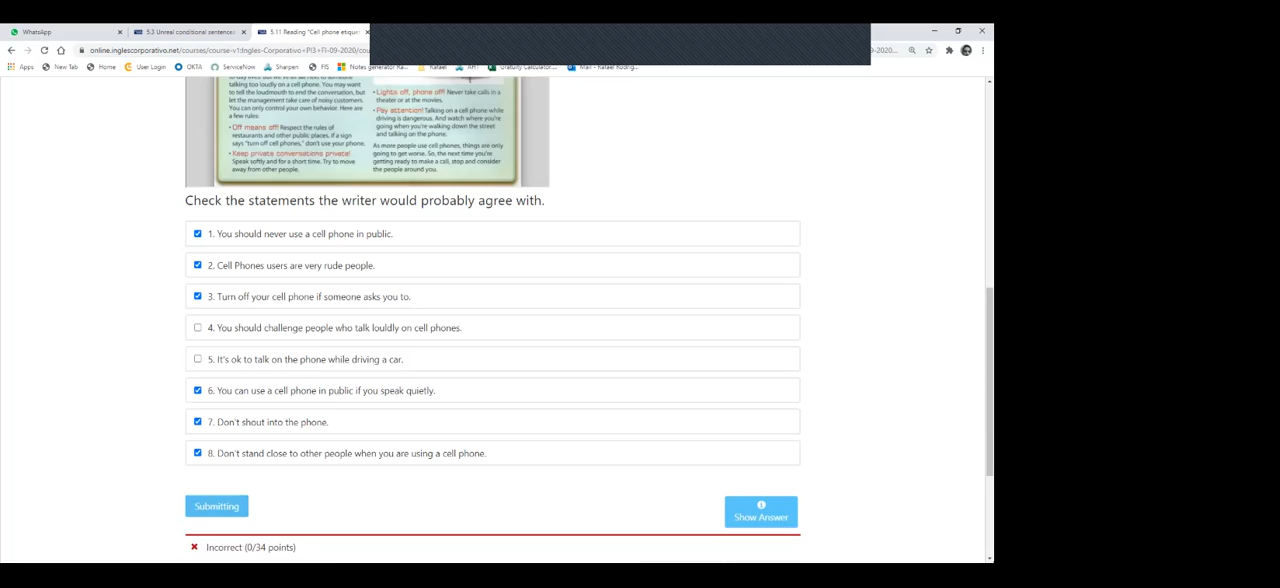 WhatsApp
5.3 Unreal conditional sentences
5.11 Reading "Cell phone etique
online.inglescorporativo.net/courses/course-v1:Ingles-Corporativo+PI3+FI-09-2020/cou
9-2020...
Apps New Tab Home User Login OKTA ServiceNow Sharpen FIS Notes generator Ra... Rafael AHT Gratuity Calculator... Mail - Rafael Rodrig...
talking too loudly on a cell phone. You may want
to tell the loudmouth to end the conversation, but
let the management take care of noisy customers.
You can only control your own behavior. Here are
a few rules:
• Off means off! Respect the rules of
restaurants and other public places. If a sign
says "turn off cell phones," don't use your phone.
• Keep private conversations private!
Speak softly and for a short time. Try to move
away from other people.
• Lights off, phone off! Never take calls in a
theater or at the movies.
• Pay attention! Talking on a cell phone while
driving is dangerous. And watch where you're
going when you're walking down the street
and talking on the phone.
As more people use cell phones, things are only
going to get worse. So, the next time you're
getting ready to make a call, stop and consider
the people around you.
Check the statements the writer would probably agree with.
1. You should never use a cell phone in public.
2. Cell Phones users are very rude people.
3. Turn off your cell phone if someone asks you to.
4. You should challenge people who talk louldly on cell phones.
5. It's ok to talk on the phone while driving a car.
6. You can use a cell phone in public if you speak quietly.
7. Don't shout into the phone.
8. Don't stand close to other people when you are using a cell phone.
Submitting
Show Answer
Incorrect (0/34 points)